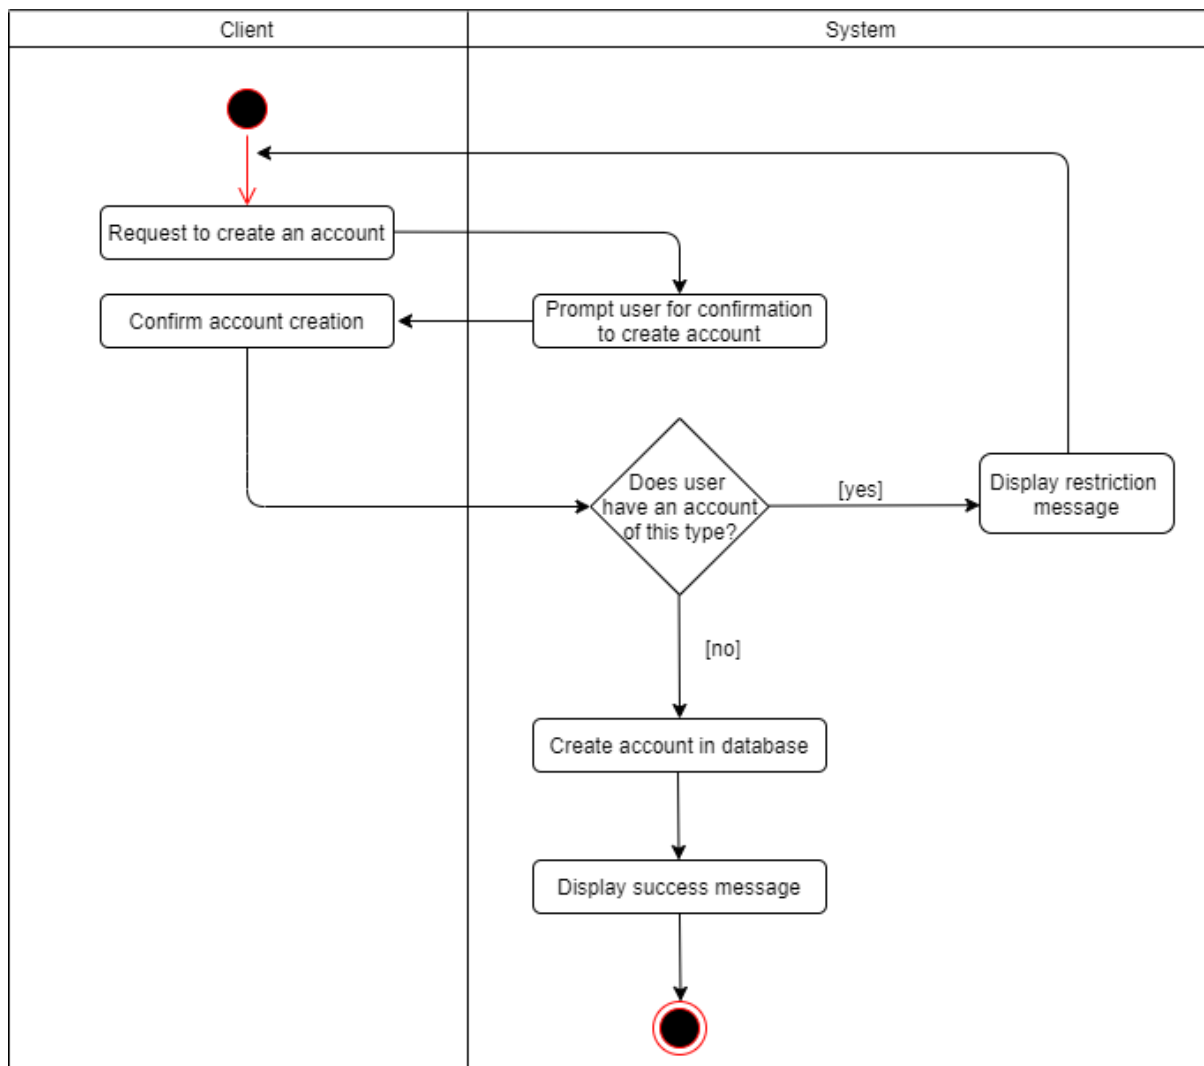 Client
System
Request to create an account
Confirm account creation
Prompt user for confirmation
to create account
Does user
have an account
of this type?
[yes]
Display restriction
message
[no]
Create account in database
Display success message